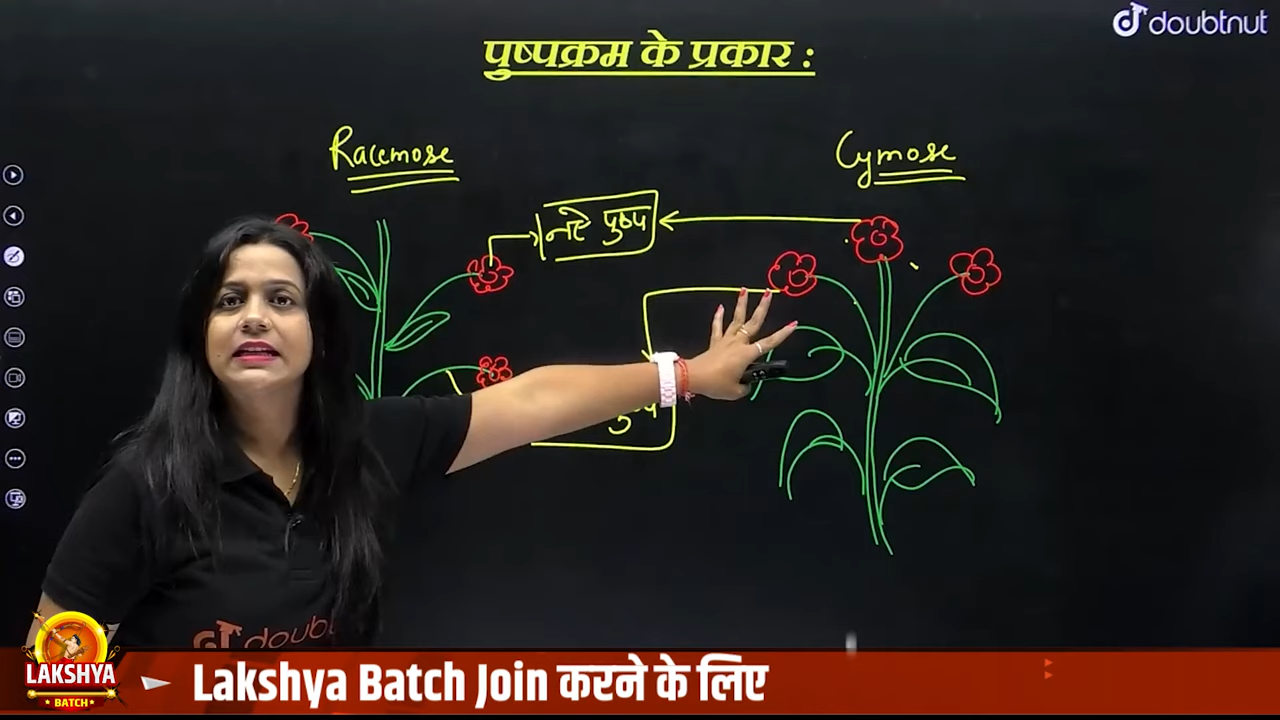 doubtnut
पुष्पक्रम के प्रकार :
Racemose
Cymose
नये पुष्प
LAKSHYA
BATCH
Lakshya Batch Join करने के लिए